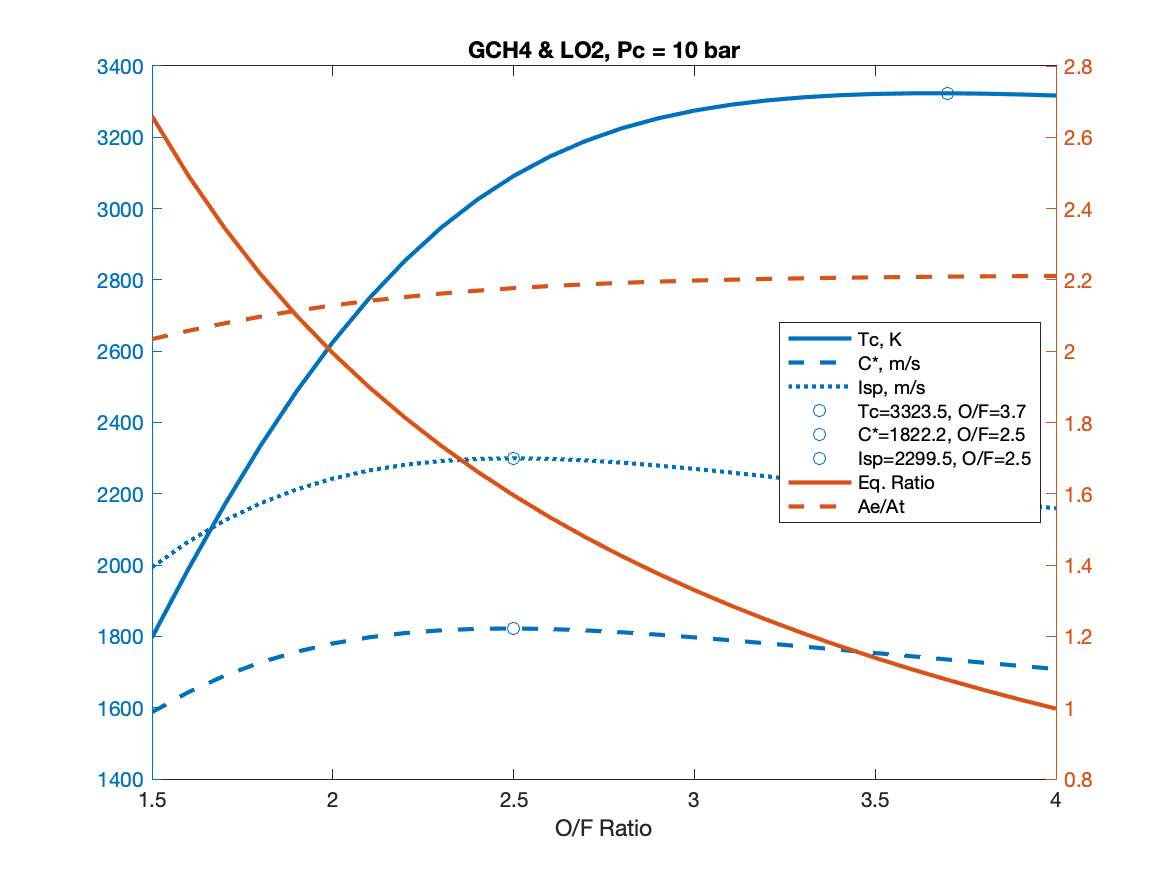 GCH4 & LO2, Pc = 10 bar
3400
3200
3000
2800
2600
2400
2200
2000
1800
1600
1400
2.8
2.6
2.4
2.2
2
1.8
1.6
1.4
1.2
1
0.8
Tc, K
C*, m/s
Isp, m/s
Tc=3323.5, O/F=3.7
C*=1822.2, O/F=2.5
Isp=2299.5, O/F=2.5
Eq. Ratio
Ae/At
1.5 2 2.5 3 3.5 4
O/F Ratio